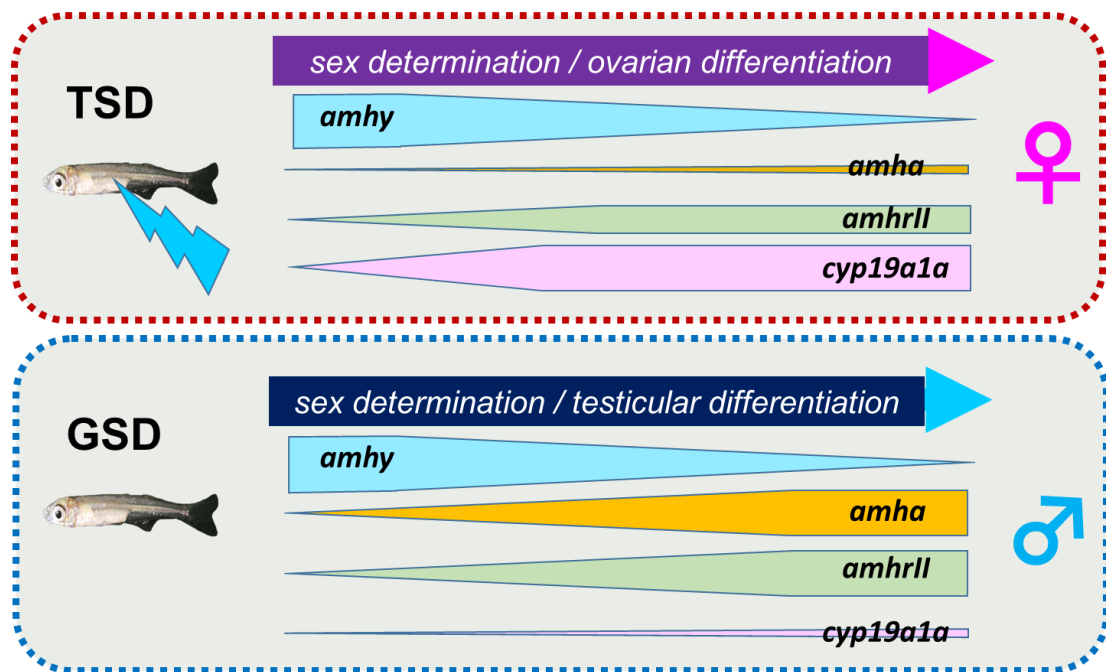 sex determination / ovarian differentiation
TSD
amhy
amha
amhrII
cyp19a1a
sex determination / testicular differentiation
GSD
amhy
amha
amhrII
cyp19a1a